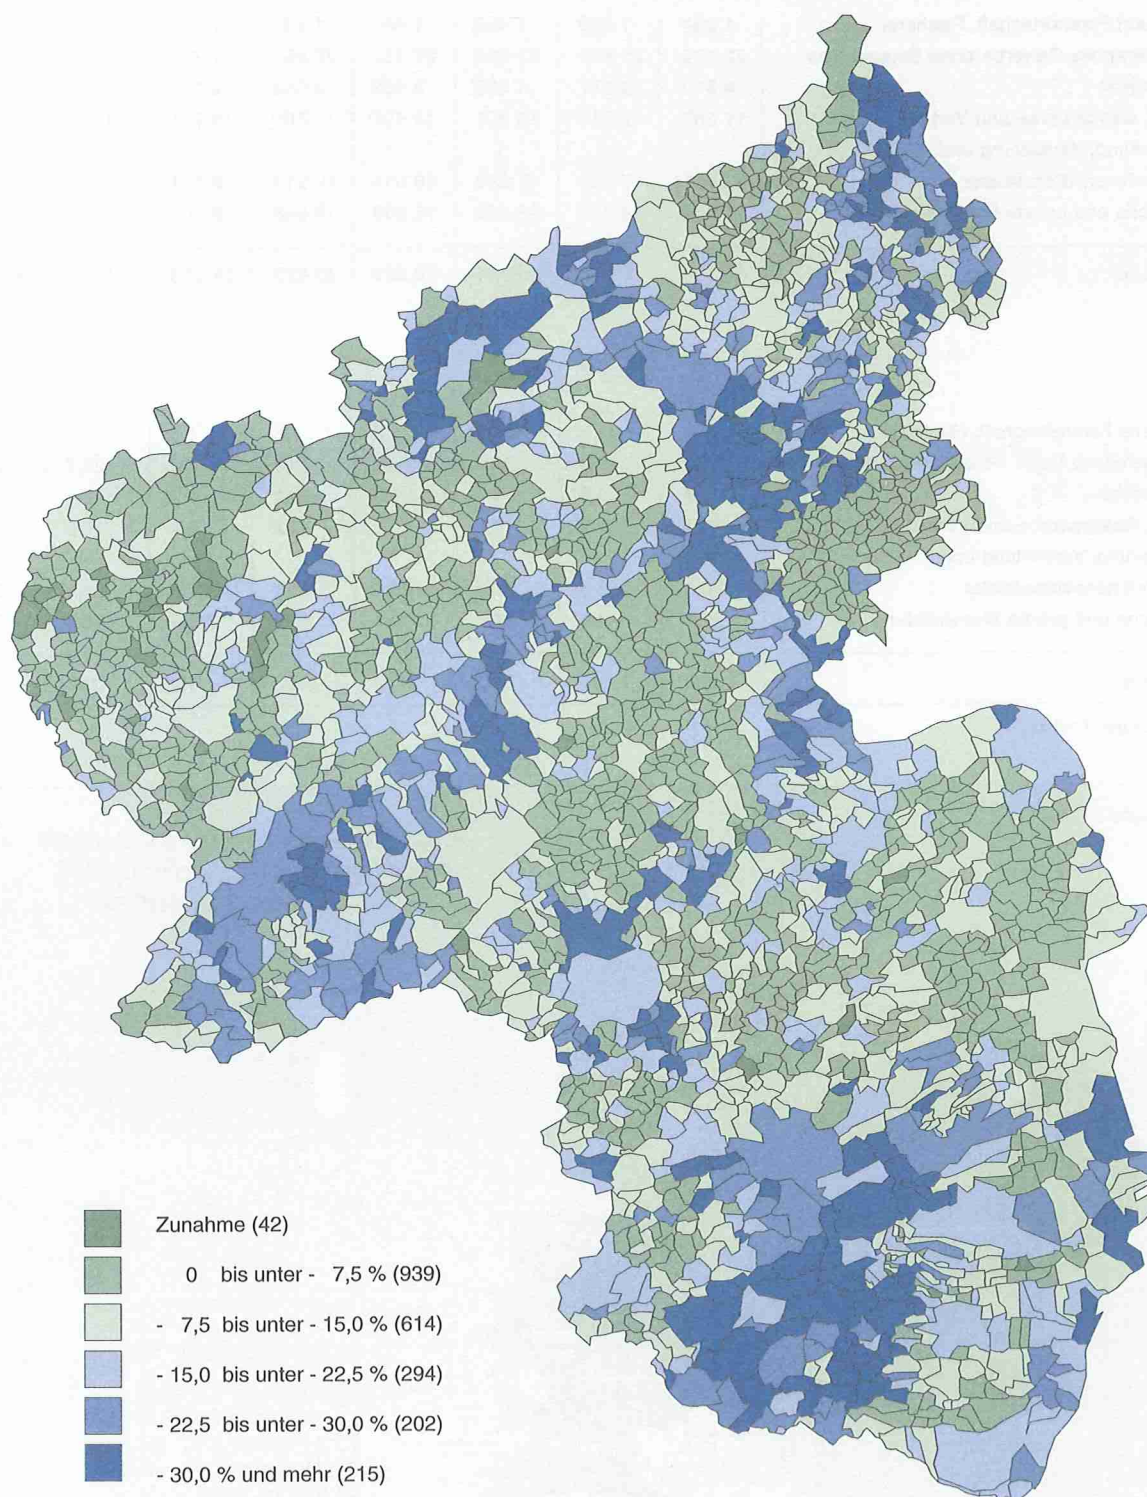 Zunahme (42)
0 bis unter - 7,5 % (939)
- 7,5 bis unter - 15,0 % (614)
- 15,0 bis unter - 22,5 % (294)
- 22,5 bis unter - 30,0 % (202)
- 30,0 % und mehr (215)